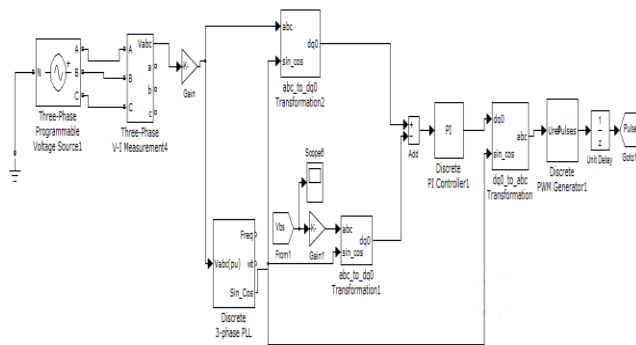 N
A
B
C
Three-Phase
Programmable
Voltage Source1
A
B
C
Vabc
a
b
c
Three-Phase
V-I Measurement4
K-
Gain
abc
sin_cos
dq0
abc_to_dq0
Transformation2
Vabc(pu)
Freq
wt
Sin_Cos
Discrete
3-phase PLL
Scope8
Vbs
From1
K-
Gain1
abc
sin_cos
dq0
abc_to_dq0
Transformation1
Add
PI
Discrete
PI Controller1
dq0
sin_cos
abc
dq0_to_abc
Transformation
Discrete
PWM Generator1
1
z
Unit Delay
Pulse
Goto1